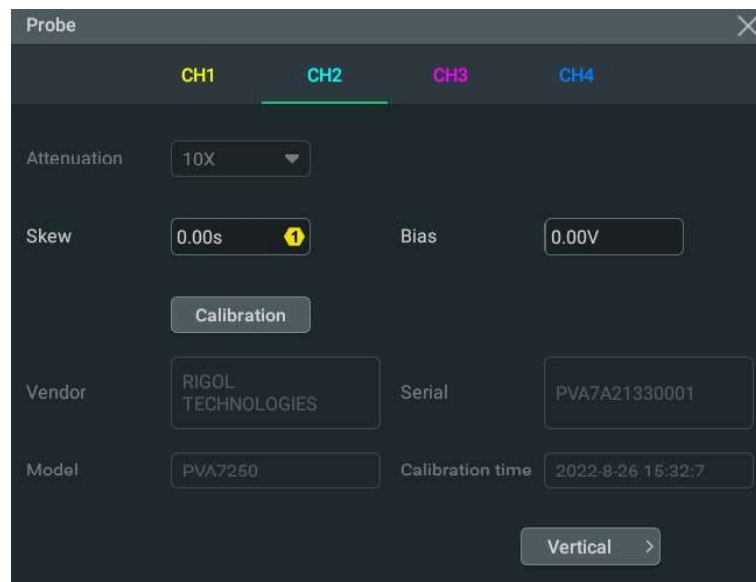 Probe
CH1 CH2 CH3 CH4
Attenuation 10X
Skew 0.00s 1 Bias 0.00V
Calibration
Vendor RIGOL TECHNOLOGIES Serial PVA7A21330001
Model PVA7250 Calibration time 2022-8-26 15:32:7
Vertical >